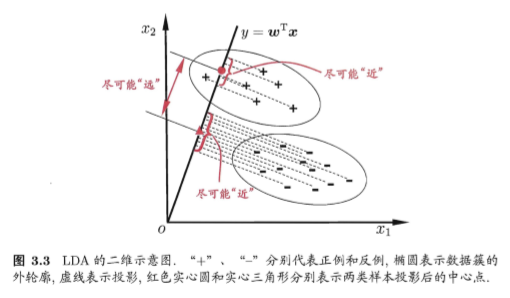 x₂
y = wᵀx
尽可能“近”
尽可能“远”
尽可能“近”
O
x₁
图 3.3 LDA 的二维示意图. “+”、 “–” 分别代表正例和反例, 椭圆表示数据簇的
外轮廓, 虚线表示投影, 红色实心圆和实心三角形分别表示两类样本投影后的中心点.